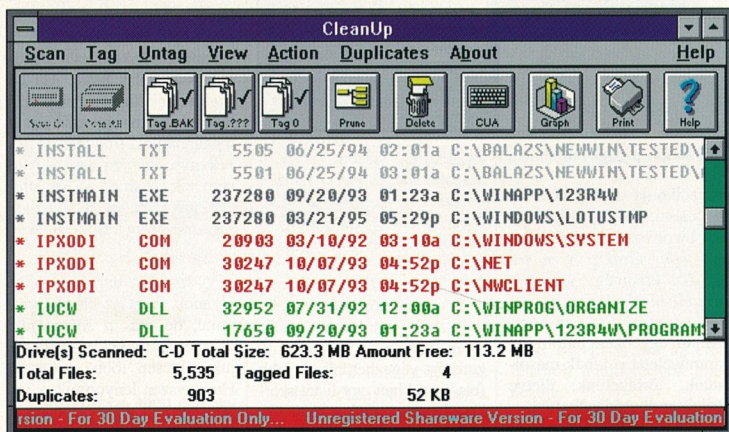 CleanUp
Scan Tag Untag View Action Duplicates About Help
Tag .BAK Tag .??? Tag 0 Prune Delete CUA Graph Print Help
* INSTALL TXT 5505 06/25/94 02:01a C:\BALAZS\NEWWIN\TESTED\
* INSTALL TXT 5501 06/25/94 03:01a C:\BALAZS\NEWWIN\TESTED\
* INSTMAIN EXE 237280 09/20/93 01:23a C:\WINAPP\123R4W
* INSTMAIN EXE 237280 03/21/95 05:29p C:\WINDOWS\LOTUSTMP
* IPXODI COM 20903 03/10/92 03:10a C:\WINDOWS\SYSTEM
* IPXODI COM 30247 10/07/93 04:52p C:\NET
* IPXODI COM 30247 10/07/93 04:52p C:\NWCLIENT
* IVCW DLL 32952 07/31/92 12:00a C:\WINPROG\ORGANIZE
* IVCW DLL 17650 09/20/93 01:23a C:\WINAPP\123R4W\PROGRAMS
Drive(s) Scanned: C-D Total Size: 623.3 MB Amount Free: 113.2 MB
Total Files: 5,535 Tagged Files: 4
Duplicates: 903 52 KB
rsion - For 30 Day Evaluation Only... Unregistered Shareware Version - For 30 Day Evaluation